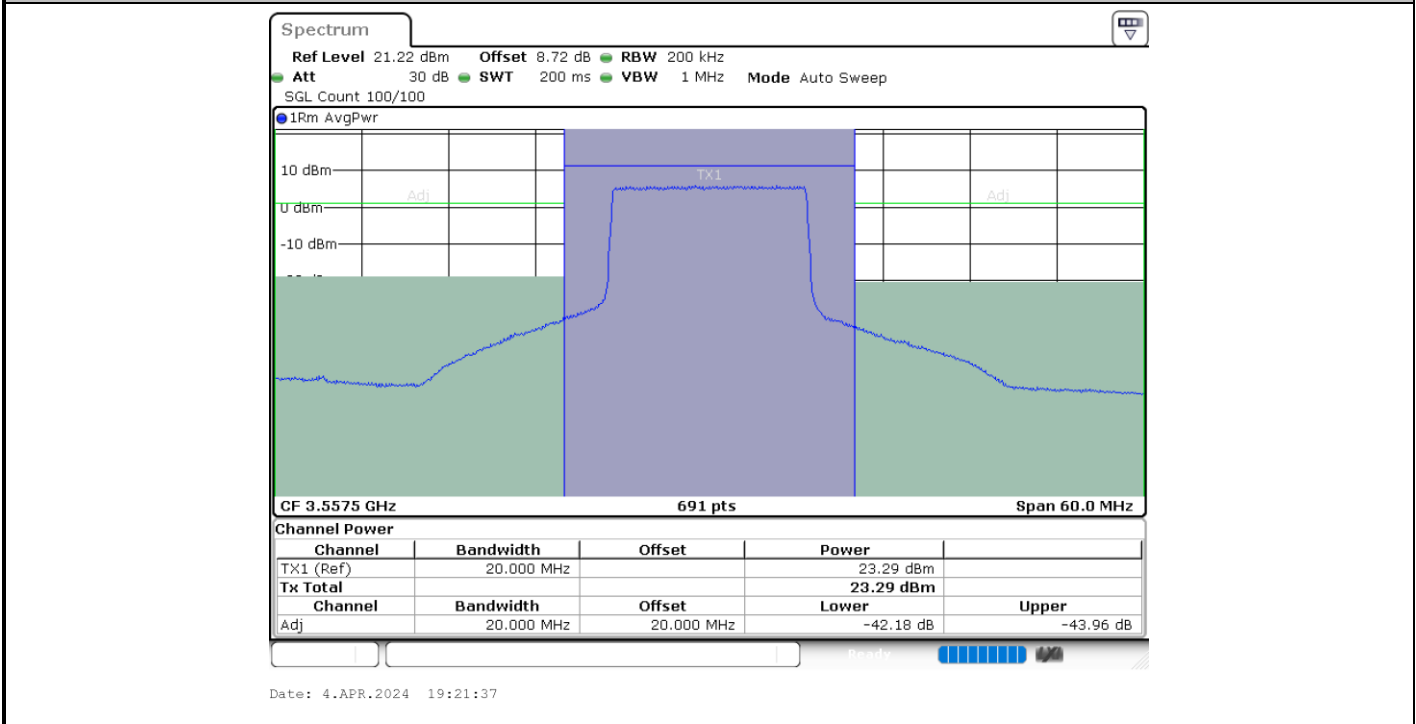 Spectrum
Ref Level 21.22 dBm Offset 8.72 dB RBW 200 kHz
Att 30 dB SWT 200 ms VBW 1 MHz Mode Auto Sweep
SGL Count 100/100
1Rm AvgPwr
10 dBm
TX1
Adj Adj
0 dBm
-10 dBm
CF 3.5575 GHz 691 pts Span 60.0 MHz
Channel Power
Channel Bandwidth Offset Power
TX1 (Ref) 20.000 MHz 23.29 dBm
Tx Total 23.29 dBm
Channel Bandwidth Offset Lower Upper
Adj 20.000 MHz 20.000 MHz -42.18 dB -43.96 dB
Ready
Date: 4.APR.2024 19:21:37